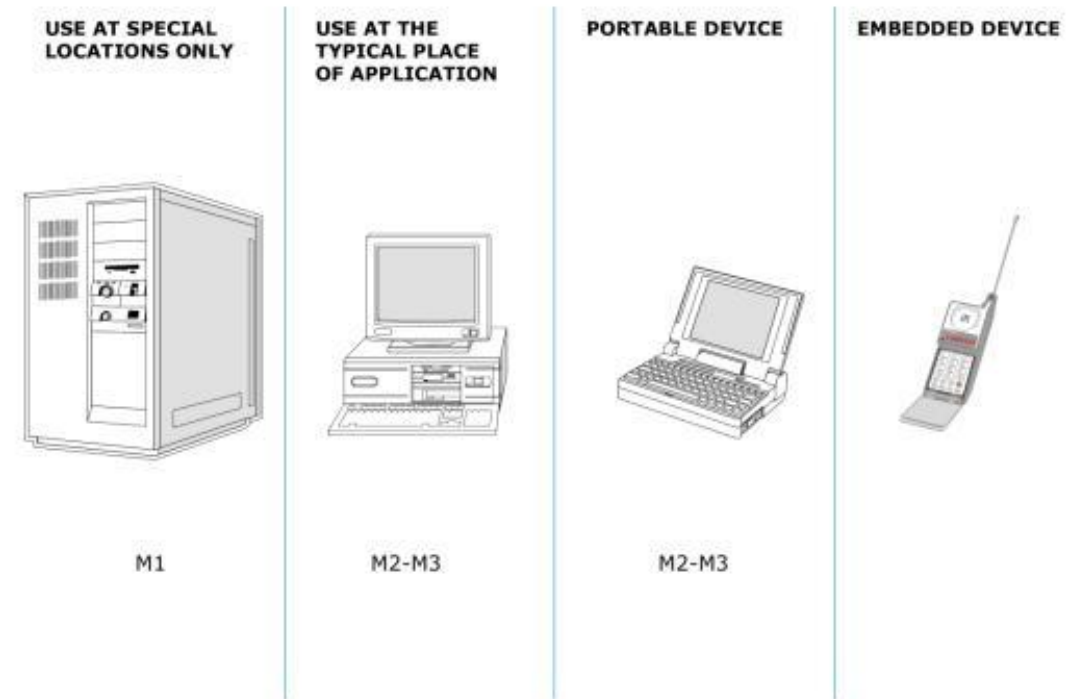 USE AT SPECIAL
LOCATIONS ONLY
USE AT THE
TYPICAL PLACE
OF APPLICATION
PORTABLE DEVICE
EMBEDDED DEVICE
M1
M2-M3
M2-M3